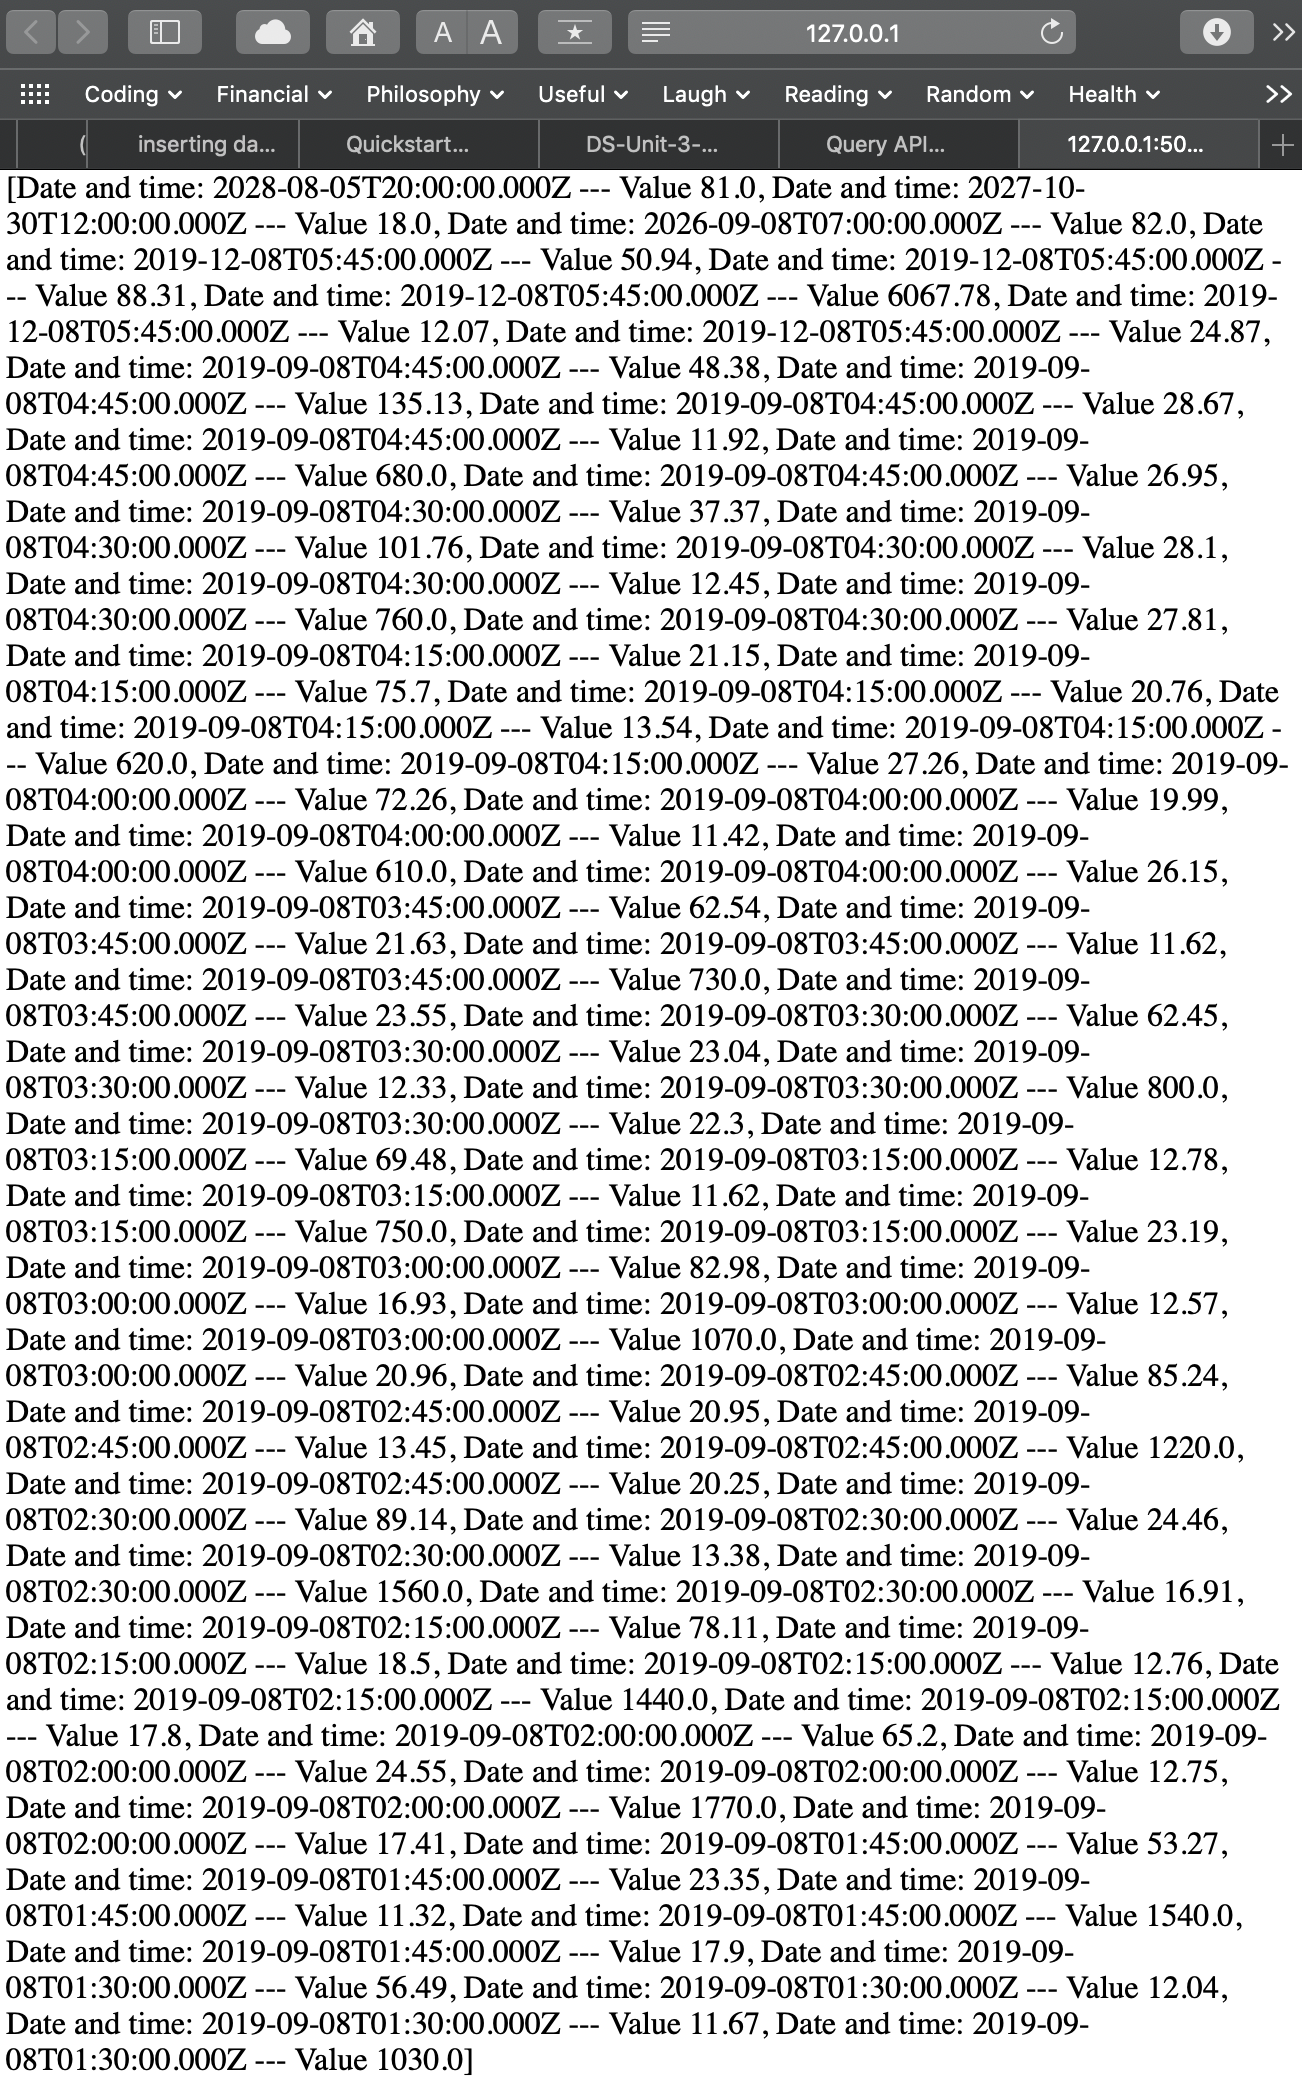 A A 127.0.0.1
Coding Financial Philosophy Useful Laugh Reading Random Health
( inserting da... Quickstart... DS-Unit-3-... Query API... 127.0.0.1:50...
[Date and time: 2028-08-05T20:00:00.000Z --- Value 81.0, Date and time: 2027-10-
30T12:00:00.000Z --- Value 18.0, Date and time: 2026-09-08T07:00:00.000Z --- Value 82.0, Date
and time: 2019-12-08T05:45:00.000Z --- Value 50.94, Date and time: 2019-12-08T05:45:00.000Z -
-- Value 88.31, Date and time: 2019-12-08T05:45:00.000Z --- Value 6067.78, Date and time: 2019-
12-08T05:45:00.000Z --- Value 12.07, Date and time: 2019-12-08T05:45:00.000Z --- Value 24.87,
Date and time: 2019-09-08T04:45:00.000Z --- Value 48.38, Date and time: 2019-09-
08T04:45:00.000Z --- Value 135.13, Date and time: 2019-09-08T04:45:00.000Z --- Value 28.67,
Date and time: 2019-09-08T04:45:00.000Z --- Value 11.92, Date and time: 2019-09-
08T04:45:00.000Z --- Value 680.0, Date and time: 2019-09-08T04:45:00.000Z --- Value 26.95,
Date and time: 2019-09-08T04:30:00.000Z --- Value 37.37, Date and time: 2019-09-
08T04:30:00.000Z --- Value 101.76, Date and time: 2019-09-08T04:30:00.000Z --- Value 28.1,
Date and time: 2019-09-08T04:30:00.000Z --- Value 12.45, Date and time: 2019-09-
08T04:30:00.000Z --- Value 760.0, Date and time: 2019-09-08T04:30:00.000Z --- Value 27.81,
Date and time: 2019-09-08T04:15:00.000Z --- Value 21.15, Date and time: 2019-09-
08T04:15:00.000Z --- Value 75.7, Date and time: 2019-09-08T04:15:00.000Z --- Value 20.76, Date
and time: 2019-09-08T04:15:00.000Z --- Value 13.54, Date and time: 2019-09-08T04:15:00.000Z -
-- Value 620.0, Date and time: 2019-09-08T04:15:00.000Z --- Value 27.26, Date and time: 2019-09-
08T04:00:00.000Z --- Value 72.26, Date and time: 2019-09-08T04:00:00.000Z --- Value 19.99,
Date and time: 2019-09-08T04:00:00.000Z --- Value 11.42, Date and time: 2019-09-
08T04:00:00.000Z --- Value 610.0, Date and time: 2019-09-08T04:00:00.000Z --- Value 26.15,
Date and time: 2019-09-08T03:45:00.000Z --- Value 62.54, Date and time: 2019-09-
08T03:45:00.000Z --- Value 21.63, Date and time: 2019-09-08T03:45:00.000Z --- Value 11.62,
Date and time: 2019-09-08T03:45:00.000Z --- Value 730.0, Date and time: 2019-09-
08T03:45:00.000Z --- Value 23.55, Date and time: 2019-09-08T03:30:00.000Z --- Value 62.45,
Date and time: 2019-09-08T03:30:00.000Z --- Value 23.04, Date and time: 2019-09-
08T03:30:00.000Z --- Value 12.33, Date and time: 2019-09-08T03:30:00.000Z --- Value 800.0,
Date and time: 2019-09-08T03:30:00.000Z --- Value 22.3, Date and time: 2019-09-
08T03:15:00.000Z --- Value 69.48, Date and time: 2019-09-08T03:15:00.000Z --- Value 12.78,
Date and time: 2019-09-08T03:15:00.000Z --- Value 11.62, Date and time: 2019-09-
08T03:15:00.000Z --- Value 750.0, Date and time: 2019-09-08T03:15:00.000Z --- Value 23.19,
Date and time: 2019-09-08T03:00:00.000Z --- Value 82.98, Date and time: 2019-09-
08T03:00:00.000Z --- Value 16.93, Date and time: 2019-09-08T03:00:00.000Z --- Value 12.57,
Date and time: 2019-09-08T03:00:00.000Z --- Value 1070.0, Date and time: 2019-09-
08T03:00:00.000Z --- Value 20.96, Date and time: 2019-09-08T02:45:00.000Z --- Value 85.24,
Date and time: 2019-09-08T02:45:00.000Z --- Value 20.95, Date and time: 2019-09-
08T02:45:00.000Z --- Value 13.45, Date and time: 2019-09-08T02:45:00.000Z --- Value 1220.0,
Date and time: 2019-09-08T02:45:00.000Z --- Value 20.25, Date and time: 2019-09-
08T02:30:00.000Z --- Value 89.14, Date and time: 2019-09-08T02:30:00.000Z --- Value 24.46,
Date and time: 2019-09-08T02:30:00.000Z --- Value 13.38, Date and time: 2019-09-
08T02:30:00.000Z --- Value 1560.0, Date and time: 2019-09-08T02:30:00.000Z --- Value 16.91,
Date and time: 2019-09-08T02:15:00.000Z --- Value 78.11, Date and time: 2019-09-
08T02:15:00.000Z --- Value 18.5, Date and time: 2019-09-08T02:15:00.000Z --- Value 12.76, Date
and time: 2019-09-08T02:15:00.000Z --- Value 1440.0, Date and time: 2019-09-08T02:15:00.000Z
--- Value 17.8, Date and time: 2019-09-08T02:00:00.000Z --- Value 65.2, Date and time: 2019-09-
08T02:00:00.000Z --- Value 24.55, Date and time: 2019-09-08T02:00:00.000Z --- Value 12.75,
Date and time: 2019-09-08T02:00:00.000Z --- Value 1770.0, Date and time: 2019-09-
08T02:00:00.000Z --- Value 17.41, Date and time: 2019-09-08T01:45:00.000Z --- Value 53.27,
Date and time: 2019-09-08T01:45:00.000Z --- Value 23.35, Date and time: 2019-09-
08T01:45:00.000Z --- Value 11.32, Date and time: 2019-09-08T01:45:00.000Z --- Value 1540.0,
Date and time: 2019-09-08T01:45:00.000Z --- Value 17.9, Date and time: 2019-09-
08T01:30:00.000Z --- Value 56.49, Date and time: 2019-09-08T01:30:00.000Z --- Value 12.04,
Date and time: 2019-09-08T01:30:00.000Z --- Value 11.67, Date and time: 2019-09-
08T01:30:00.000Z --- Value 1030.0]